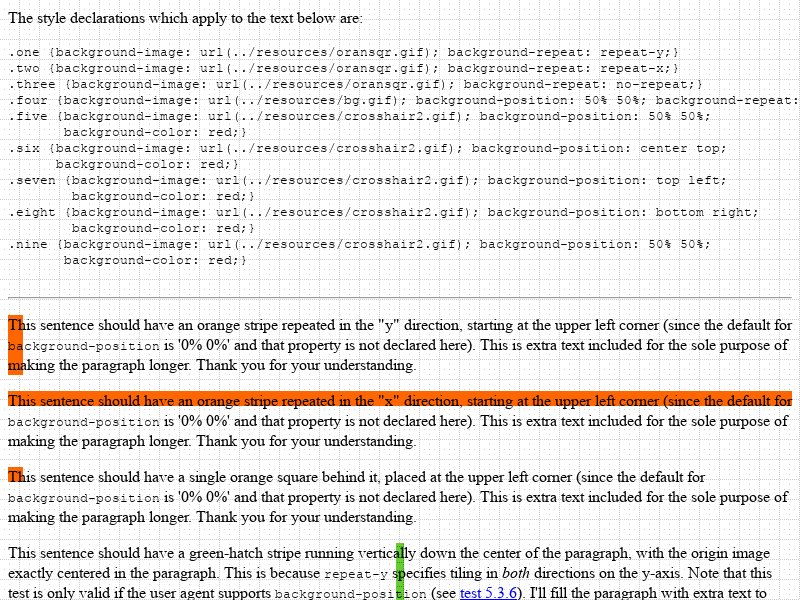 The style declarations which apply to the text below are:
.one {background-image: url(../resources/oransqr.gif); background-repeat: repeat-y;}
.two {background-image: url(../resources/oransqr.gif); background-repeat: repeat-x;}
.three {background-image: url(../resources/oransqr.gif); background-repeat: no-repeat;}
.four {background-image: url(../resources/bg.gif); background-position: 50% 50%; background-repeat:
.five {background-image: url(../resources/crosshair2.gif); background-position: 50% 50%;
background-color: red;}
.six {background-image: url(../resources/crosshair2.gif); background-position: center top;
background-color: red;}
.seven {background-image: url(../resources/crosshair2.gif); background-position: top left;
background-color: red;}
.eight {background-image: url(../resources/crosshair2.gif); background-position: bottom right;
background-color: red;}
.nine {background-image: url(../resources/crosshair2.gif); background-position: 50% 50%;
background-color: red;}
This sentence should have an orange stripe repeated in the "y" direction, starting at the upper left corner (since the default for
background-position is '0% 0%' and that property is not declared here). This is extra text included for the sole purpose of
making the paragraph longer. Thank you for your understanding.
This sentence should have an orange stripe repeated in the "x" direction, starting at the upper left corner (since the default for
background-position is '0% 0%' and that property is not declared here). This is extra text included for the sole purpose of
making the paragraph longer. Thank you for your understanding.
This sentence should have a single orange square behind it, placed at the upper left corner (since the default for
background-position is '0% 0%' and that property is not declared here). This is extra text included for the sole purpose of
making the paragraph longer. Thank you for your understanding.
This sentence should have a green-hatch stripe running vertically down the center of the paragraph, with the origin image
exactly centered in the paragraph. This is because repeat-y specifies tiling in both directions on the y-axis. Note that this
test is only valid if the user agent supports background-position (see test 5.3.6). I'll fill the paragraph with extra text to